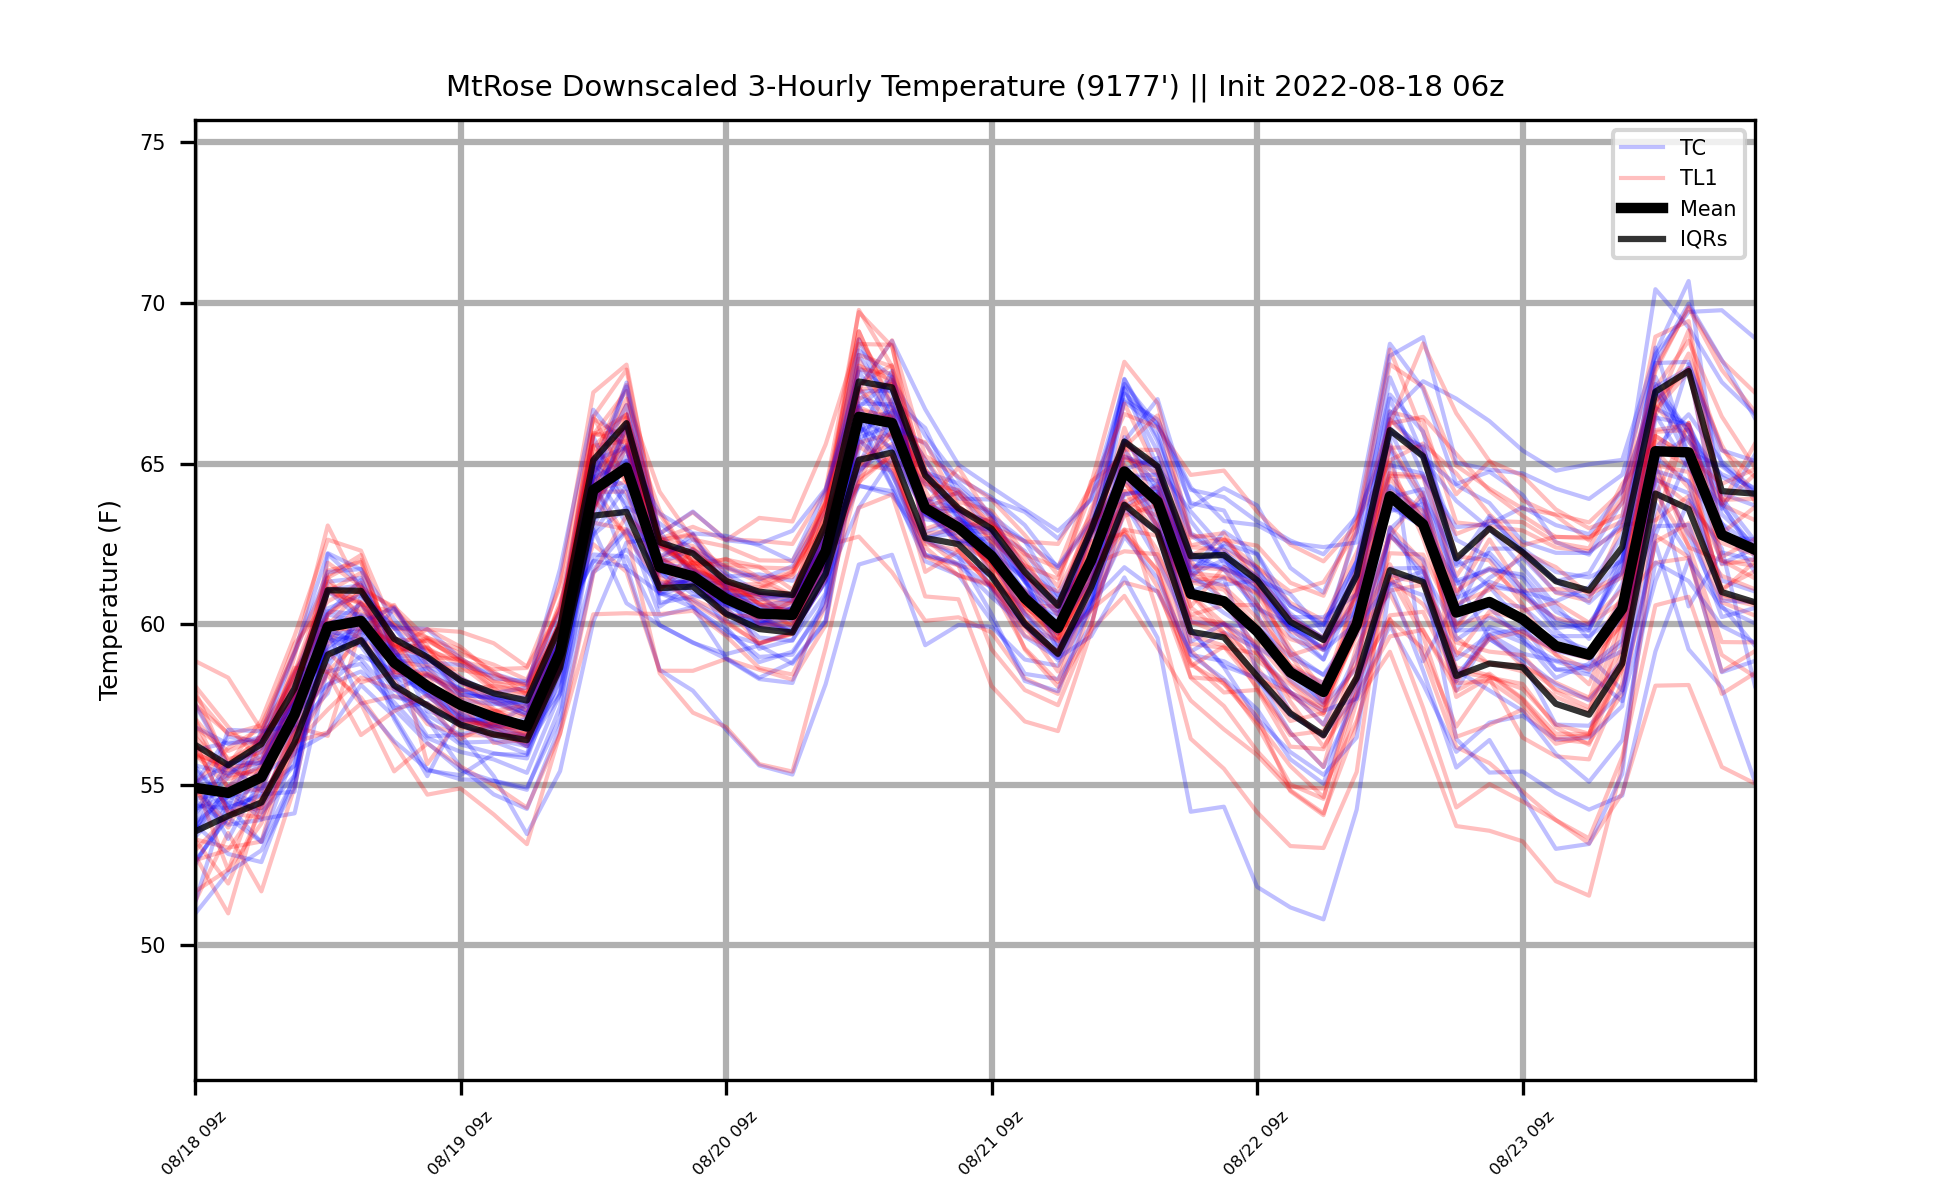 MtRose Downscaled 3-Hourly Temperature (9177') || Init 2022-08-18 06z
Temperature (F)
75
70
65
60
55
50
TC
TL1
Mean
IQRs
08/18 09z
08/19 09z
08/20 09z
08/21 09z
08/22 09z
08/23 09z